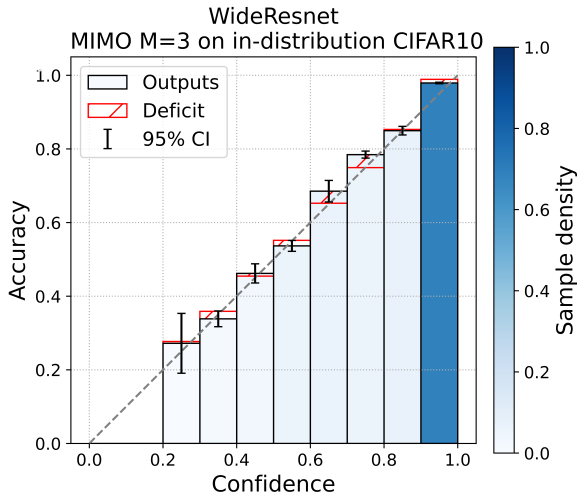 WideResnet
MIMO M=3 on in-distribution CIFAR10
Outputs
Deficit
95% CI
Accuracy
1.0
0.8
0.6
0.4
0.2
0.0
0.0
0.2
0.4
0.6
0.8
1.0
Confidence
1.0
0.8
0.6
0.4
0.2
0.0
Sample density